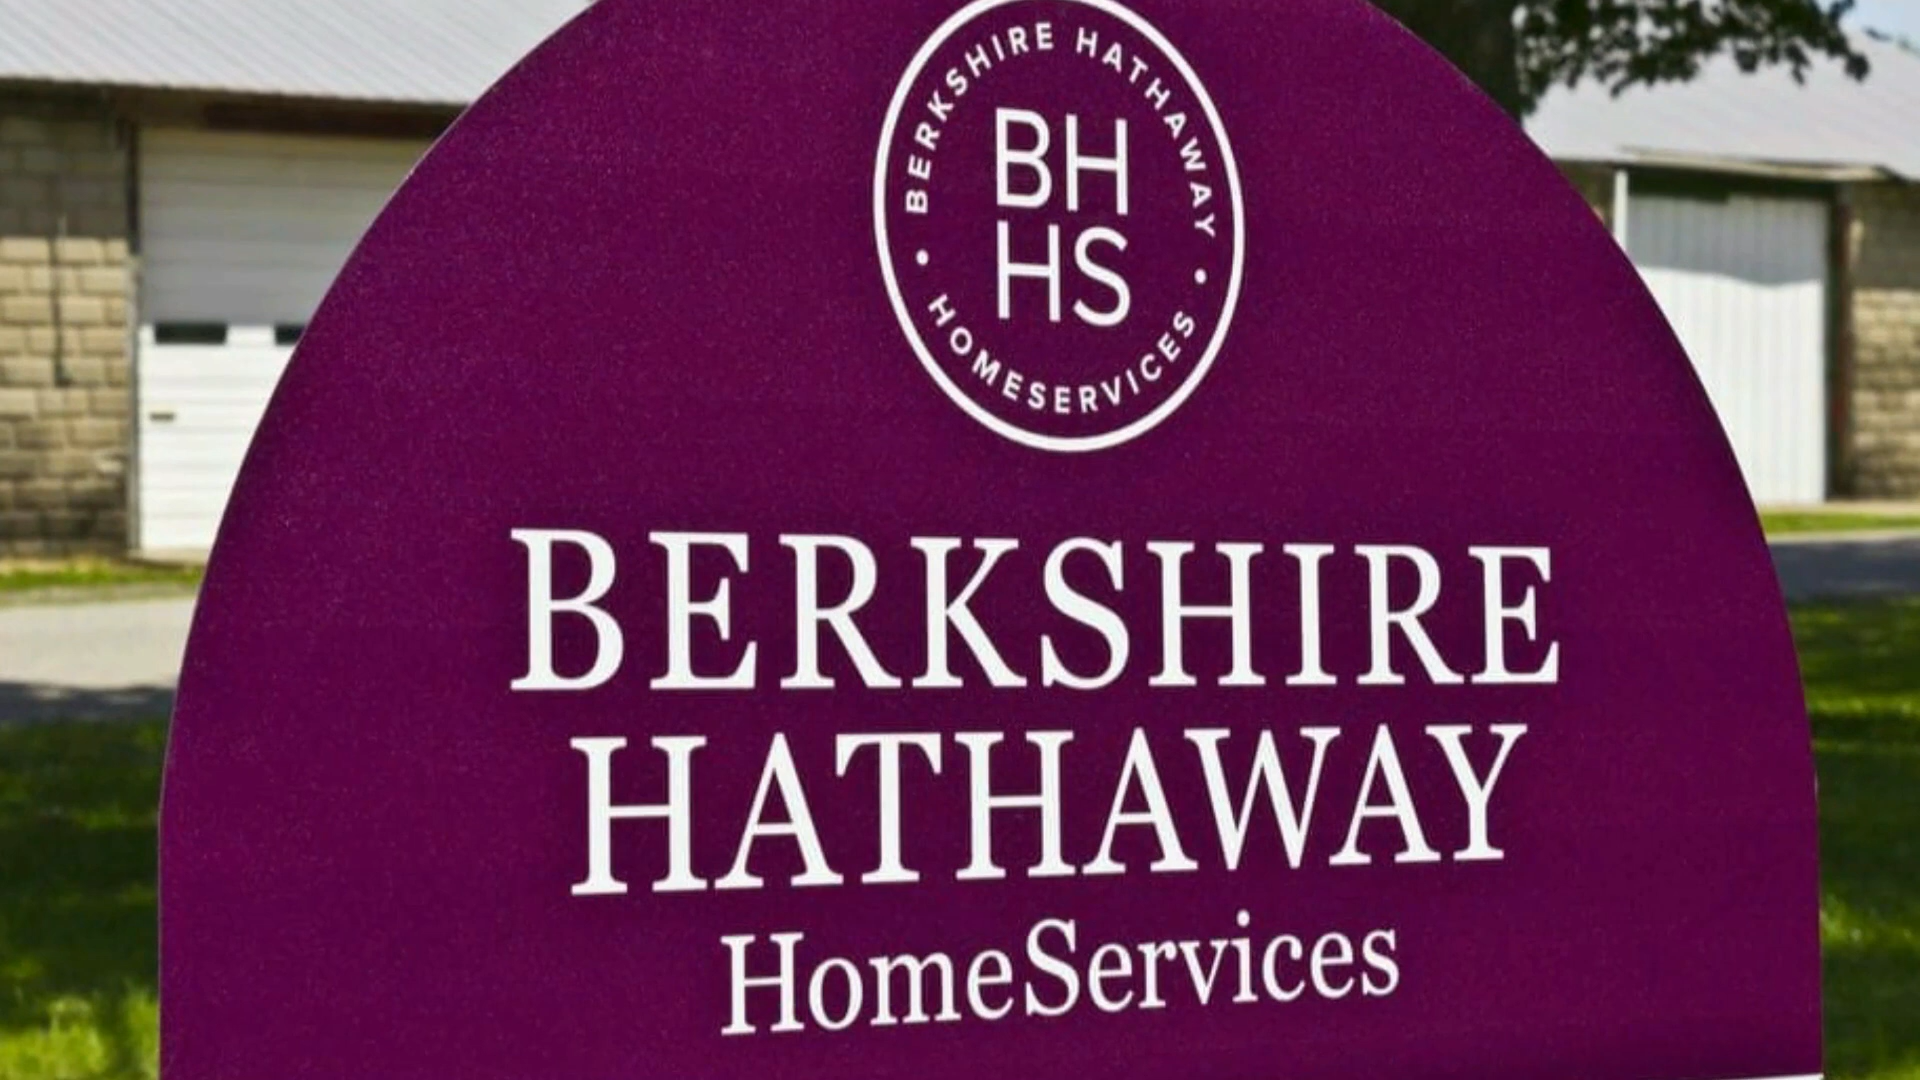 BERKSHIRE HATHAWAY
BH
HS
• HOMESERVICES •
BERKSHIRE
HATHAWAY
HomeServices